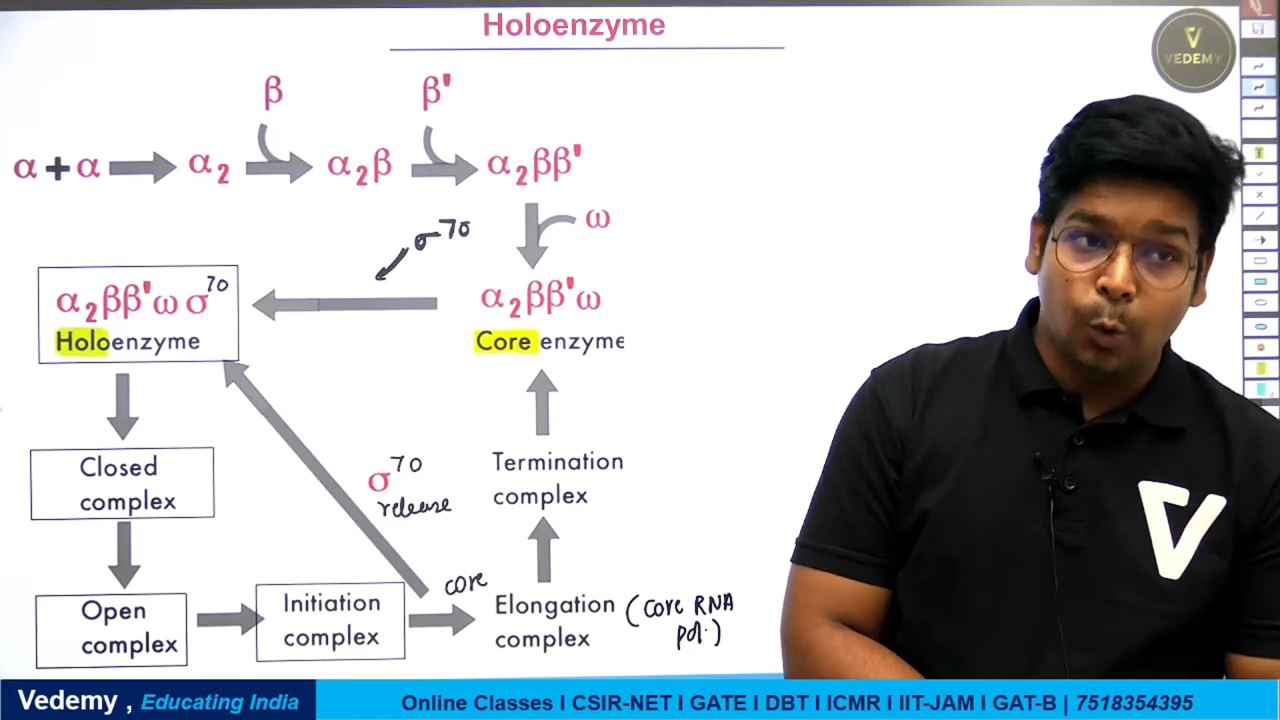 Holoenzyme
VEDEMY
β β'
α + α α2 α2β α2ββ'
ω
σ70
α2ββ'ω σ70
Holoenzyme
α2ββ'ω
Core enzyme
Closed
complex
σ70
release
Termination
complex
Open
complex
Initiation
complex
core
Elongation
complex
(core RNA
pol.)
Vedemy , Educating India
Online Classes I CSIR-NET I GATE I DBT I ICMR I IIT-JAM I GAT-B | 7518354395